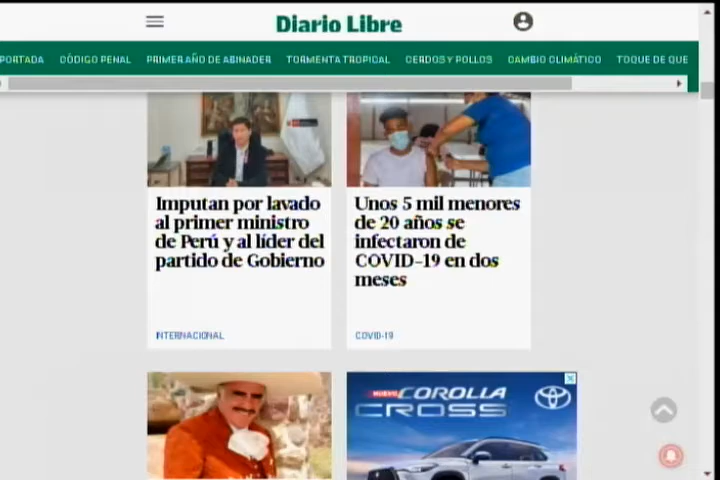 Diario Libre
PORTADA CÓDIGO PENAL PRIMER AÑO DE ABINADER TORMENTA TROPICAL CERDOS Y POLLOS CAMBIO CLIMÁTICO TOQUE DE QUE
Imputan por lavado
al primer ministro
de Perú y al líder del
partido de Gobierno
INTERNACIONAL
Unos 5 mil menores
de 20 años se
infectaron de
COVID-19 en dos
meses
COVID-19
NUEVO COROLLA
CROSS